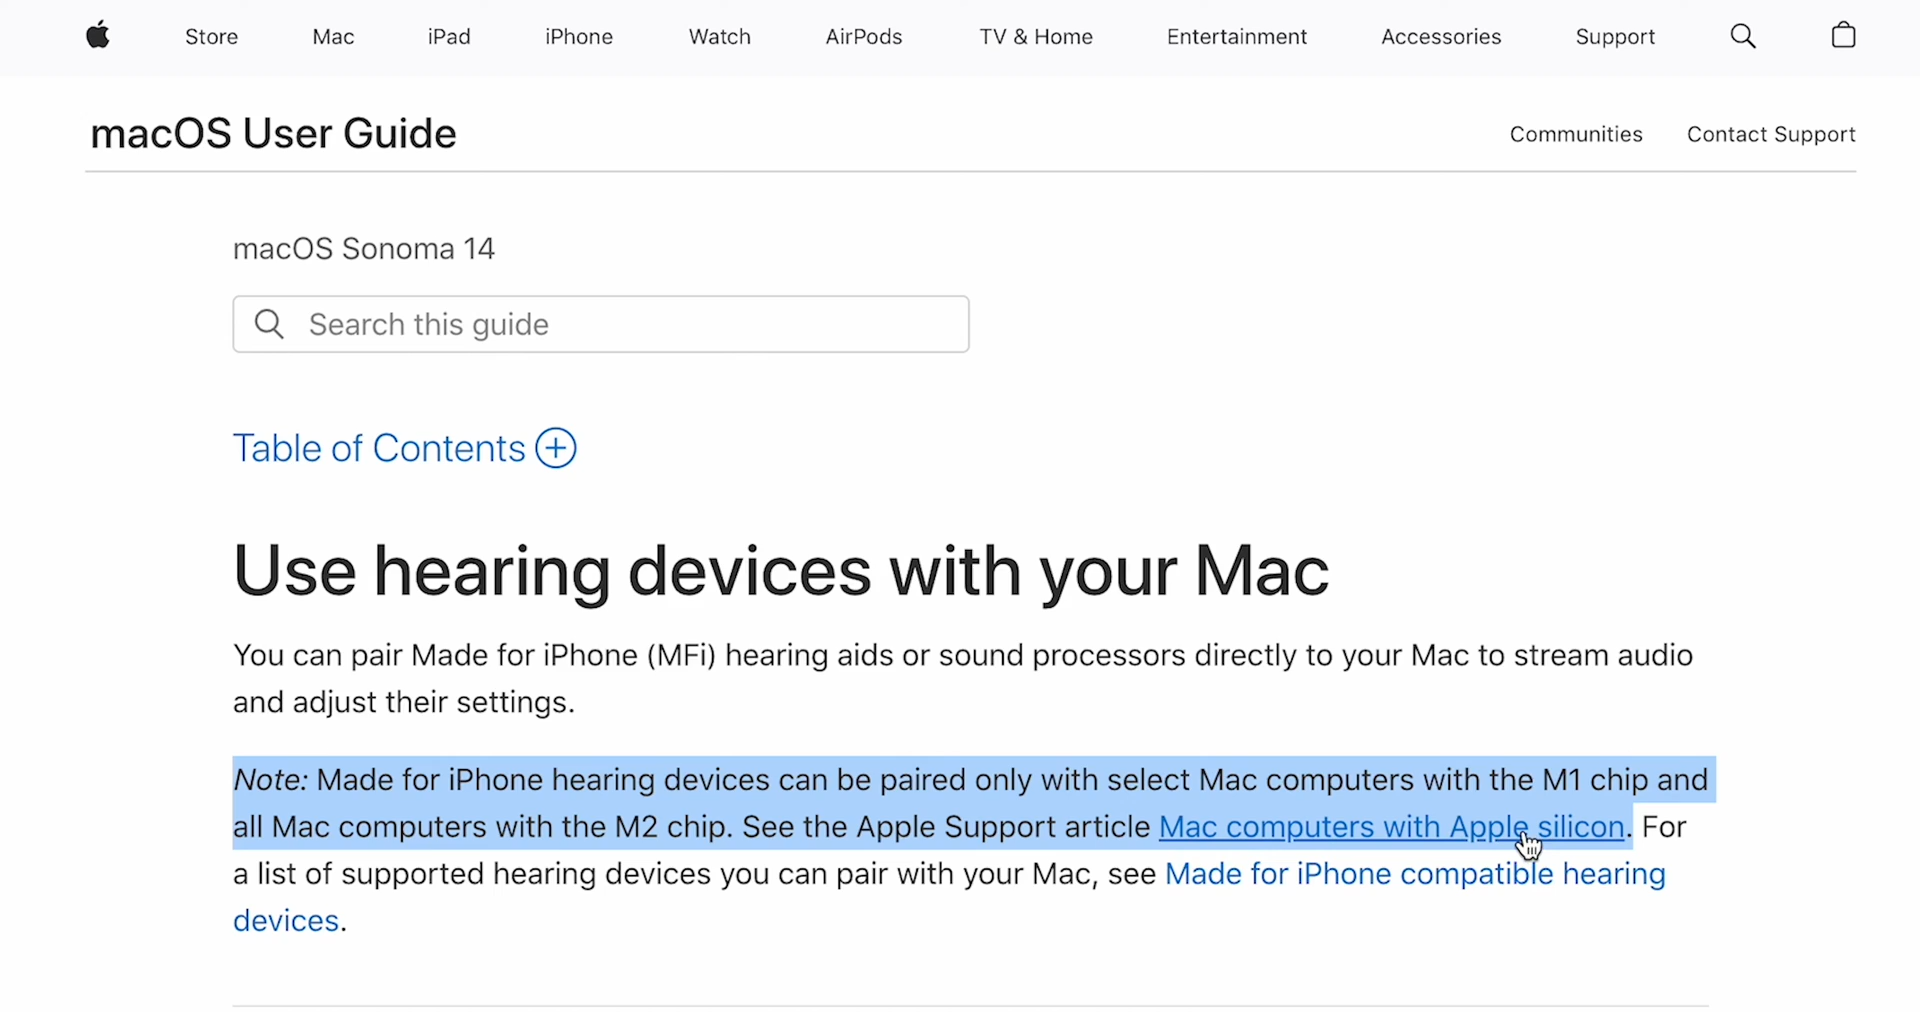 Store Mac iPad iPhone Watch AirPods TV & Home Entertainment Accessories Support
macOS User Guide Communities Contact Support
macOS Sonoma 14
Search this guide
Table of Contents
Use hearing devices with your Mac
You can pair Made for iPhone (MFi) hearing aids or sound processors directly to your Mac to stream audio
and adjust their settings.
Note: Made for iPhone hearing devices can be paired only with select Mac computers with the M1 chip and
all Mac computers with the M2 chip. See the Apple Support article Mac computers with Apple silicon. For
a list of supported hearing devices you can pair with your Mac, see Made for iPhone compatible hearing
devices.